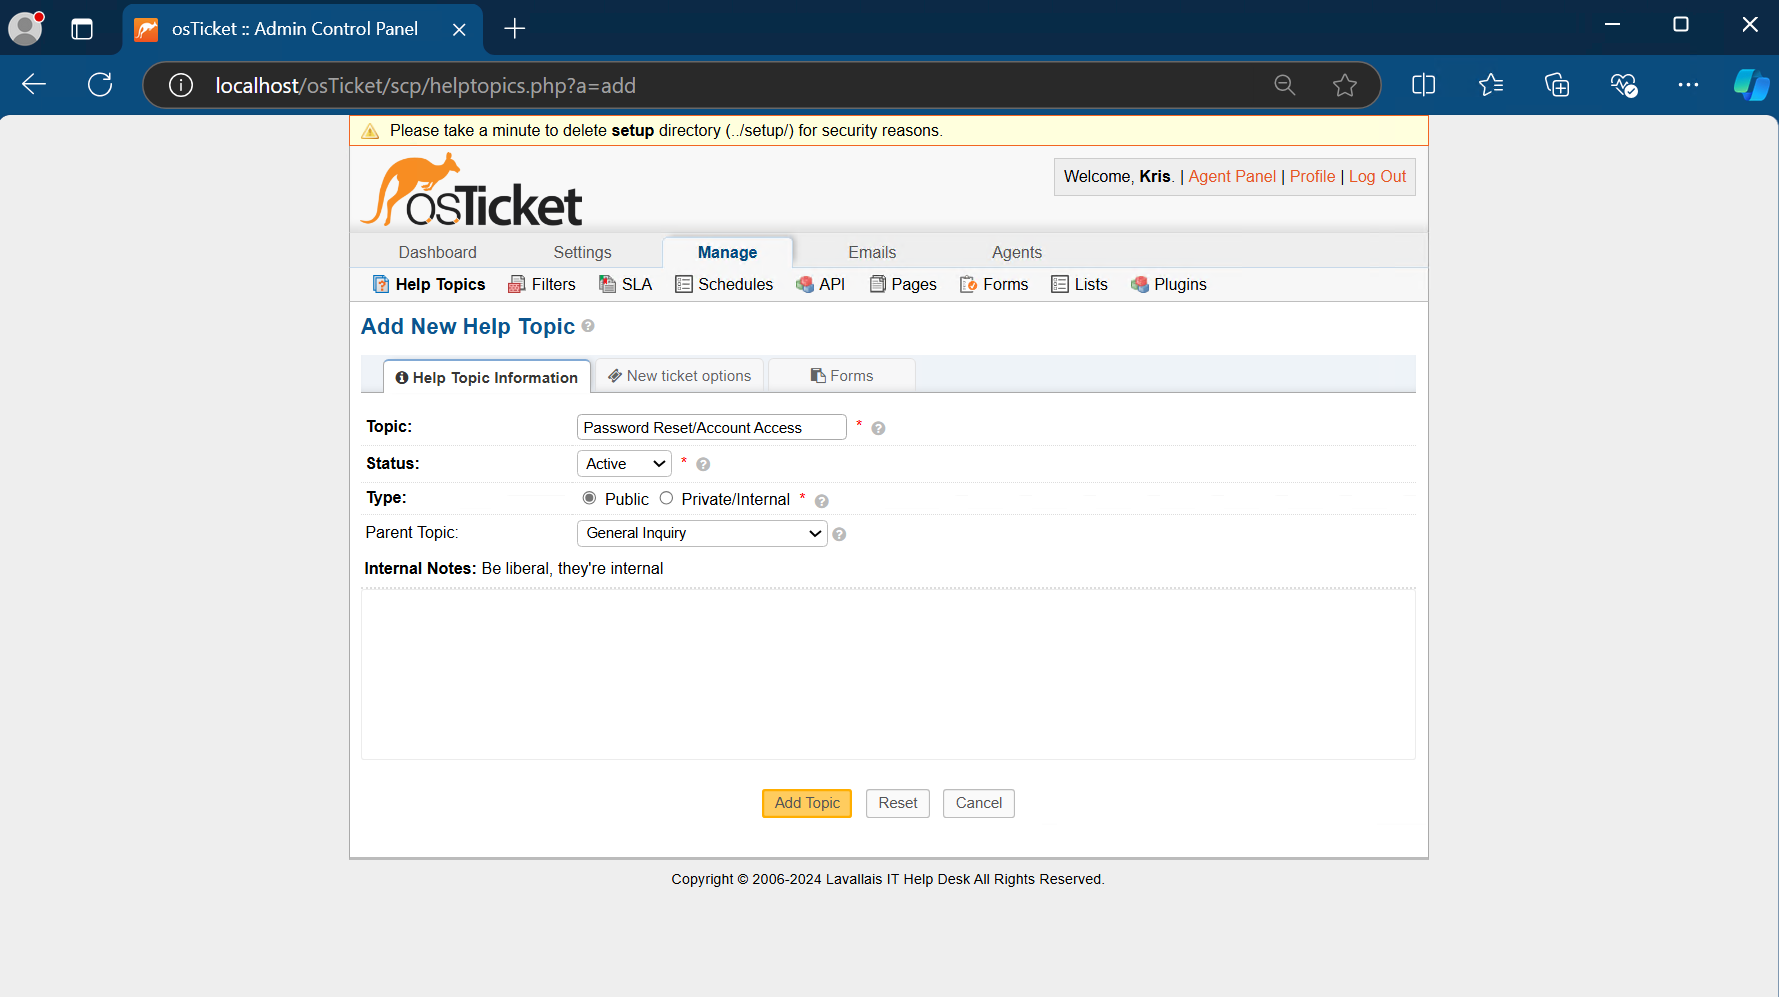 osTicket :: Admin Control Panel
localhost/osTicket/scp/helptopics.php?a=add
Please take a minute to delete setup directory (../setup/) for security reasons.
osTicket
Welcome, Kris. | Agent Panel | Profile | Log Out
Dashboard Settings Manage Emails Agents
Help Topics Filters SLA Schedules API Pages Forms Lists Plugins
Add New Help Topic
Help Topic Information New ticket options Forms
Topic: Password Reset/Account Access *
Status: Active *
Type: Public Private/Internal *
Parent Topic: General Inquiry
Internal Notes: Be liberal, they're internal
Add Topic Reset Cancel
Copyright © 2006-2024 Lavallais IT Help Desk All Rights Reserved.